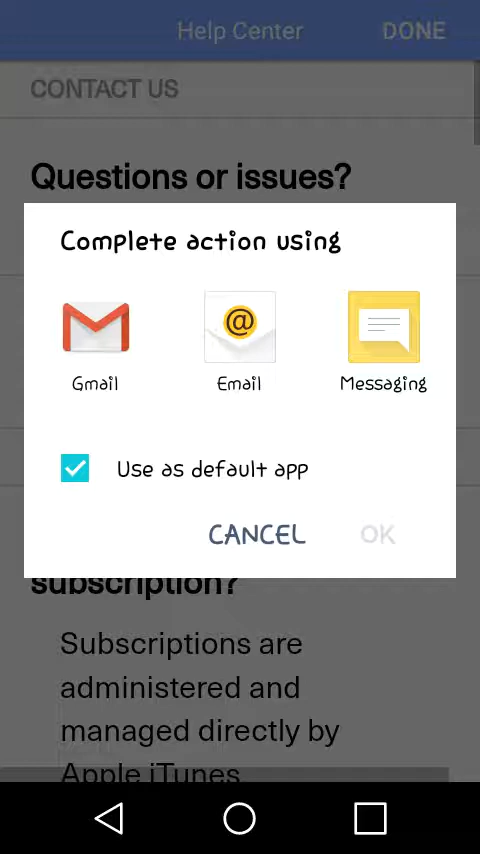 Help Center
DONE
CONTACT US
Questions or issues?
Complete action using
@
Gmail
Email
Messaging
Use as default app
CANCEL
OK
subscription?
Subscriptions are
administered and
managed directly by
Apple iTunes